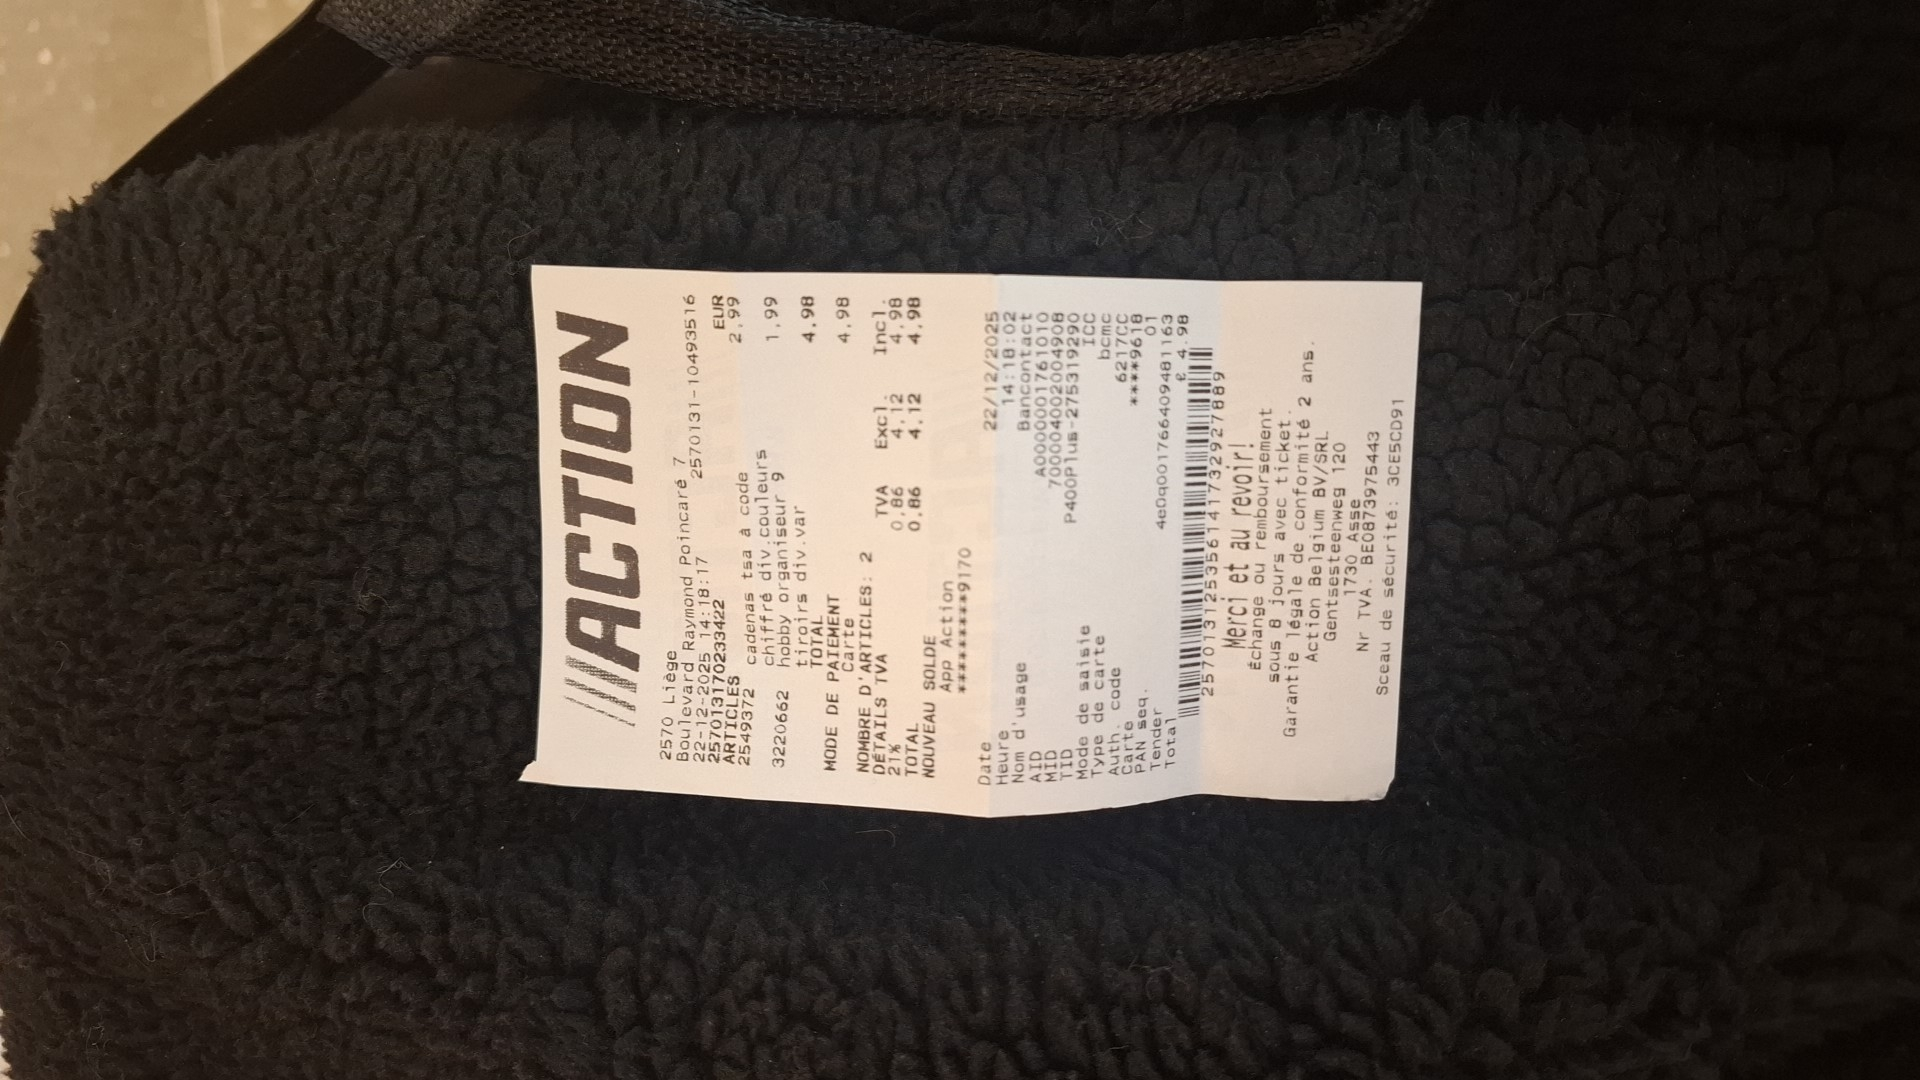 ACTION
2570 Liège
Boulevard Raymond Poincaré 7
22-12-2025 14:18:17 2570131-10493516
2570131702334​22
ARTICLES EUR
2549372 cadenas tsa à code 2.99
chiffré div.couleurs
3220662 hobby organiseur 9 1.99
tiroirs div.var
TOTAL 4.98
MODE DE PAIEMENT
Carte 4.98
NOMBRE D'ARTICLES: 2
DÉTAILS TVA TVA Excl. Incl.
21% 0.86 4.12 4.98
TOTAL 0.86 4.12 4.98
NOUVEAU SOLDE
App Action
*********9170
Date 22/12/2025
Heure 14:18:02
Nom d'usage Bancontact
AID A0000001761010
MID 70000400200490B
TID P400Plus-275319290
Mode de saisie ICC
Type de carte bcmc
Auth. code 6217CC
Carte ****9618
PAN seq. 01
Tender 4e0q0017664094811​63
Total € 4.98
2570131253561417329278​89
Merci et au revoir!
Échange ou remboursement
sous 8 jours avec ticket.
Garantie légale de conformité 2 ans.
Action Belgium BV/SRL
Gentsesteenweg 120
1730 Asse
Nr TVA. BE0873975443
Sceau de sécurité: 3CE5CD91